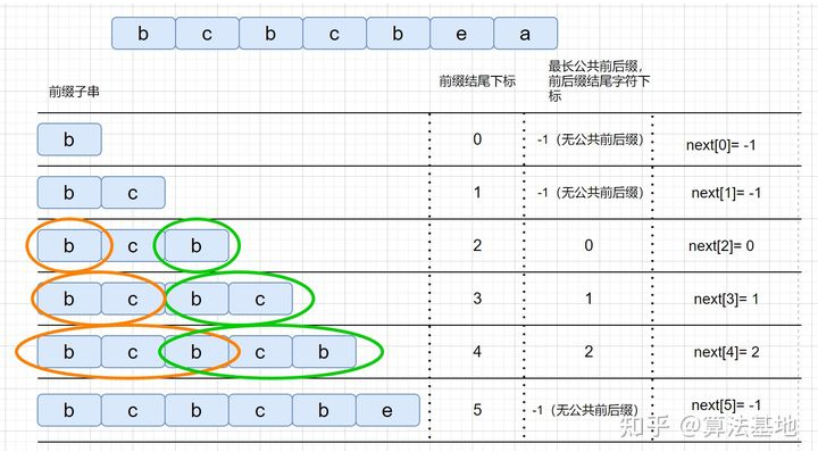 b c b c b e a
前缀子串
前缀结尾下标
最长公共前后缀，
前后缀结尾字符下
标
b 0 -1（无公共前后缀） next[0]= -1
b c 1 -1（无公共前后缀） next[1]= -1
b c b 2 0 next[2]= 0
b c b c 3 1 next[3]= 1
b c b c b 4 2 next[4]= 2
b c b c b e 5 -1（无公共前后缀） next[5]= -1
知乎 @算法基地